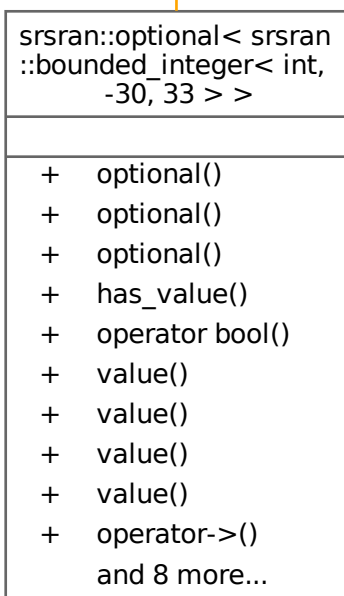 srsran::optional< srsran
::bounded_integer< int,
-30, 33 > >
+ optional()
+ optional()
+ optional()
+ has_value()
+ operator bool()
+ value()
+ value()
+ value()
+ value()
+ operator->()
and 8 more...